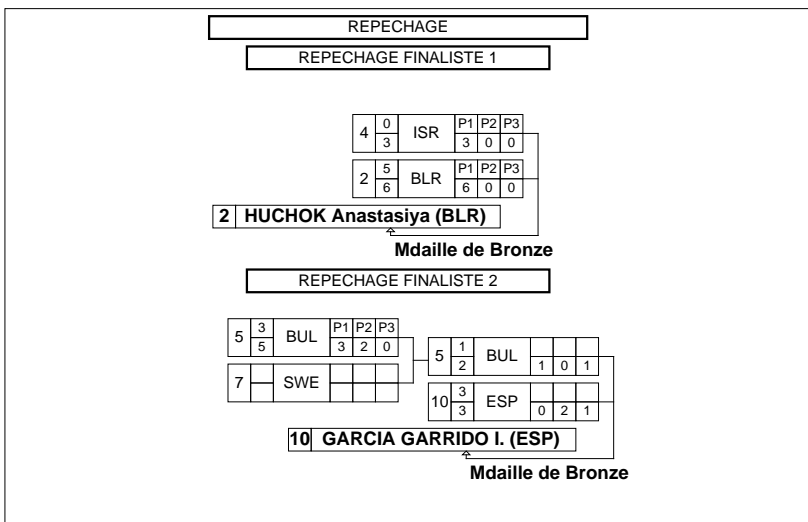 REPECHAGE
REPECHAGE FINALISTE 1
4 0 ISR P1 P2 P3
3 3 0 0
2 5 BLR P1 P2 P3
6 6 0 0
2 HUCHOK Anastasiya (BLR)
Mdaille de Bronze
REPECHAGE FINALISTE 2
5 3 BUL P1 P2 P3
5 3 2 0
7 SWE
5 1 BUL
2 1 0 1
10 3 ESP
3 0 2 1
10 GARCIA GARRIDO I. (ESP)
Mdaille de Bronze